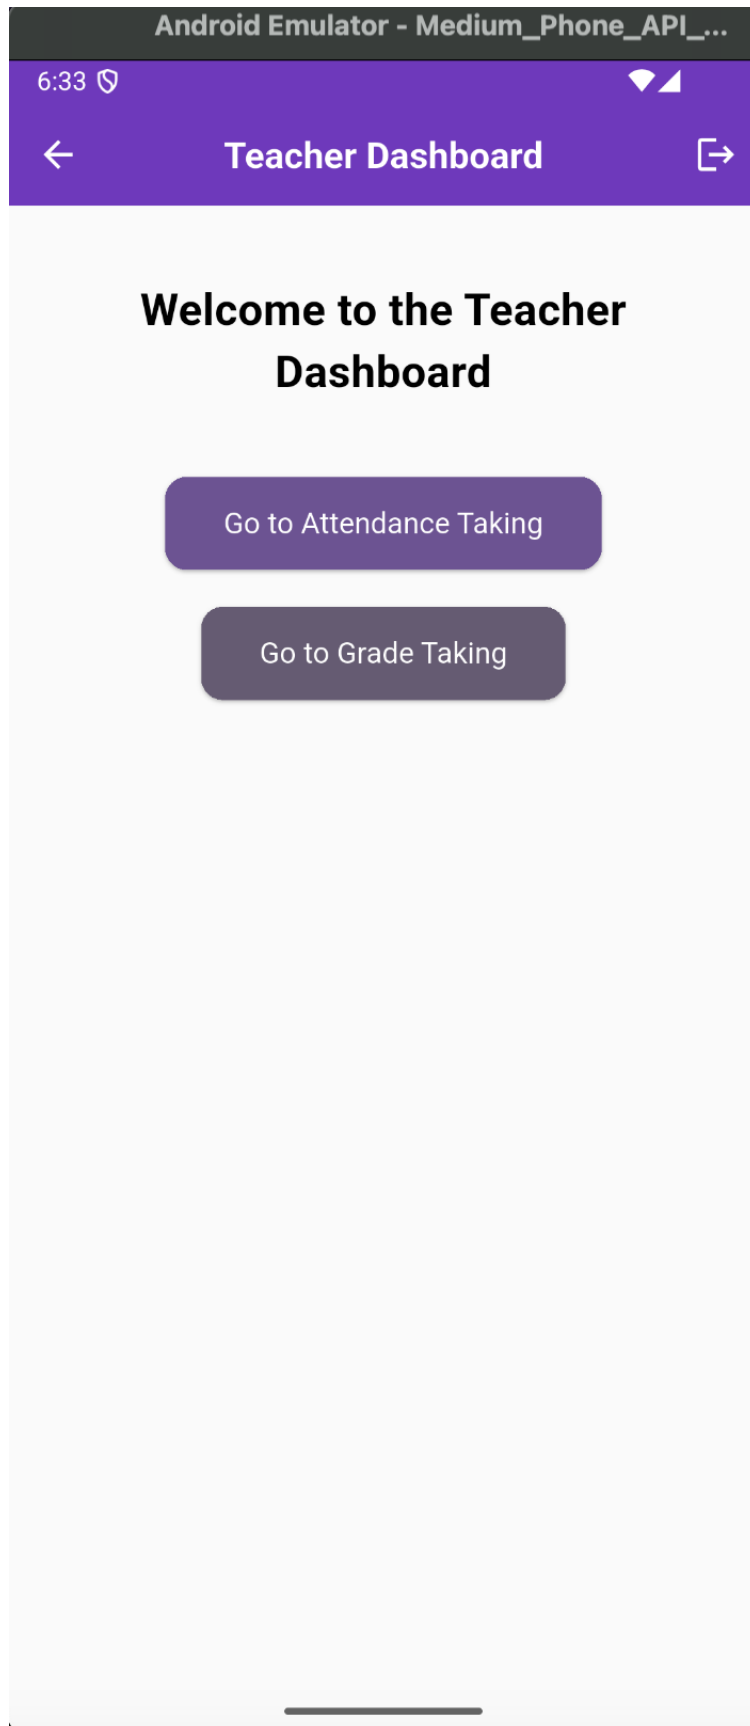 Android Emulator - Medium_Phone_API_...
6:33
Teacher Dashboard
Welcome to the Teacher
Dashboard
Go to Attendance Taking
Go to Grade Taking